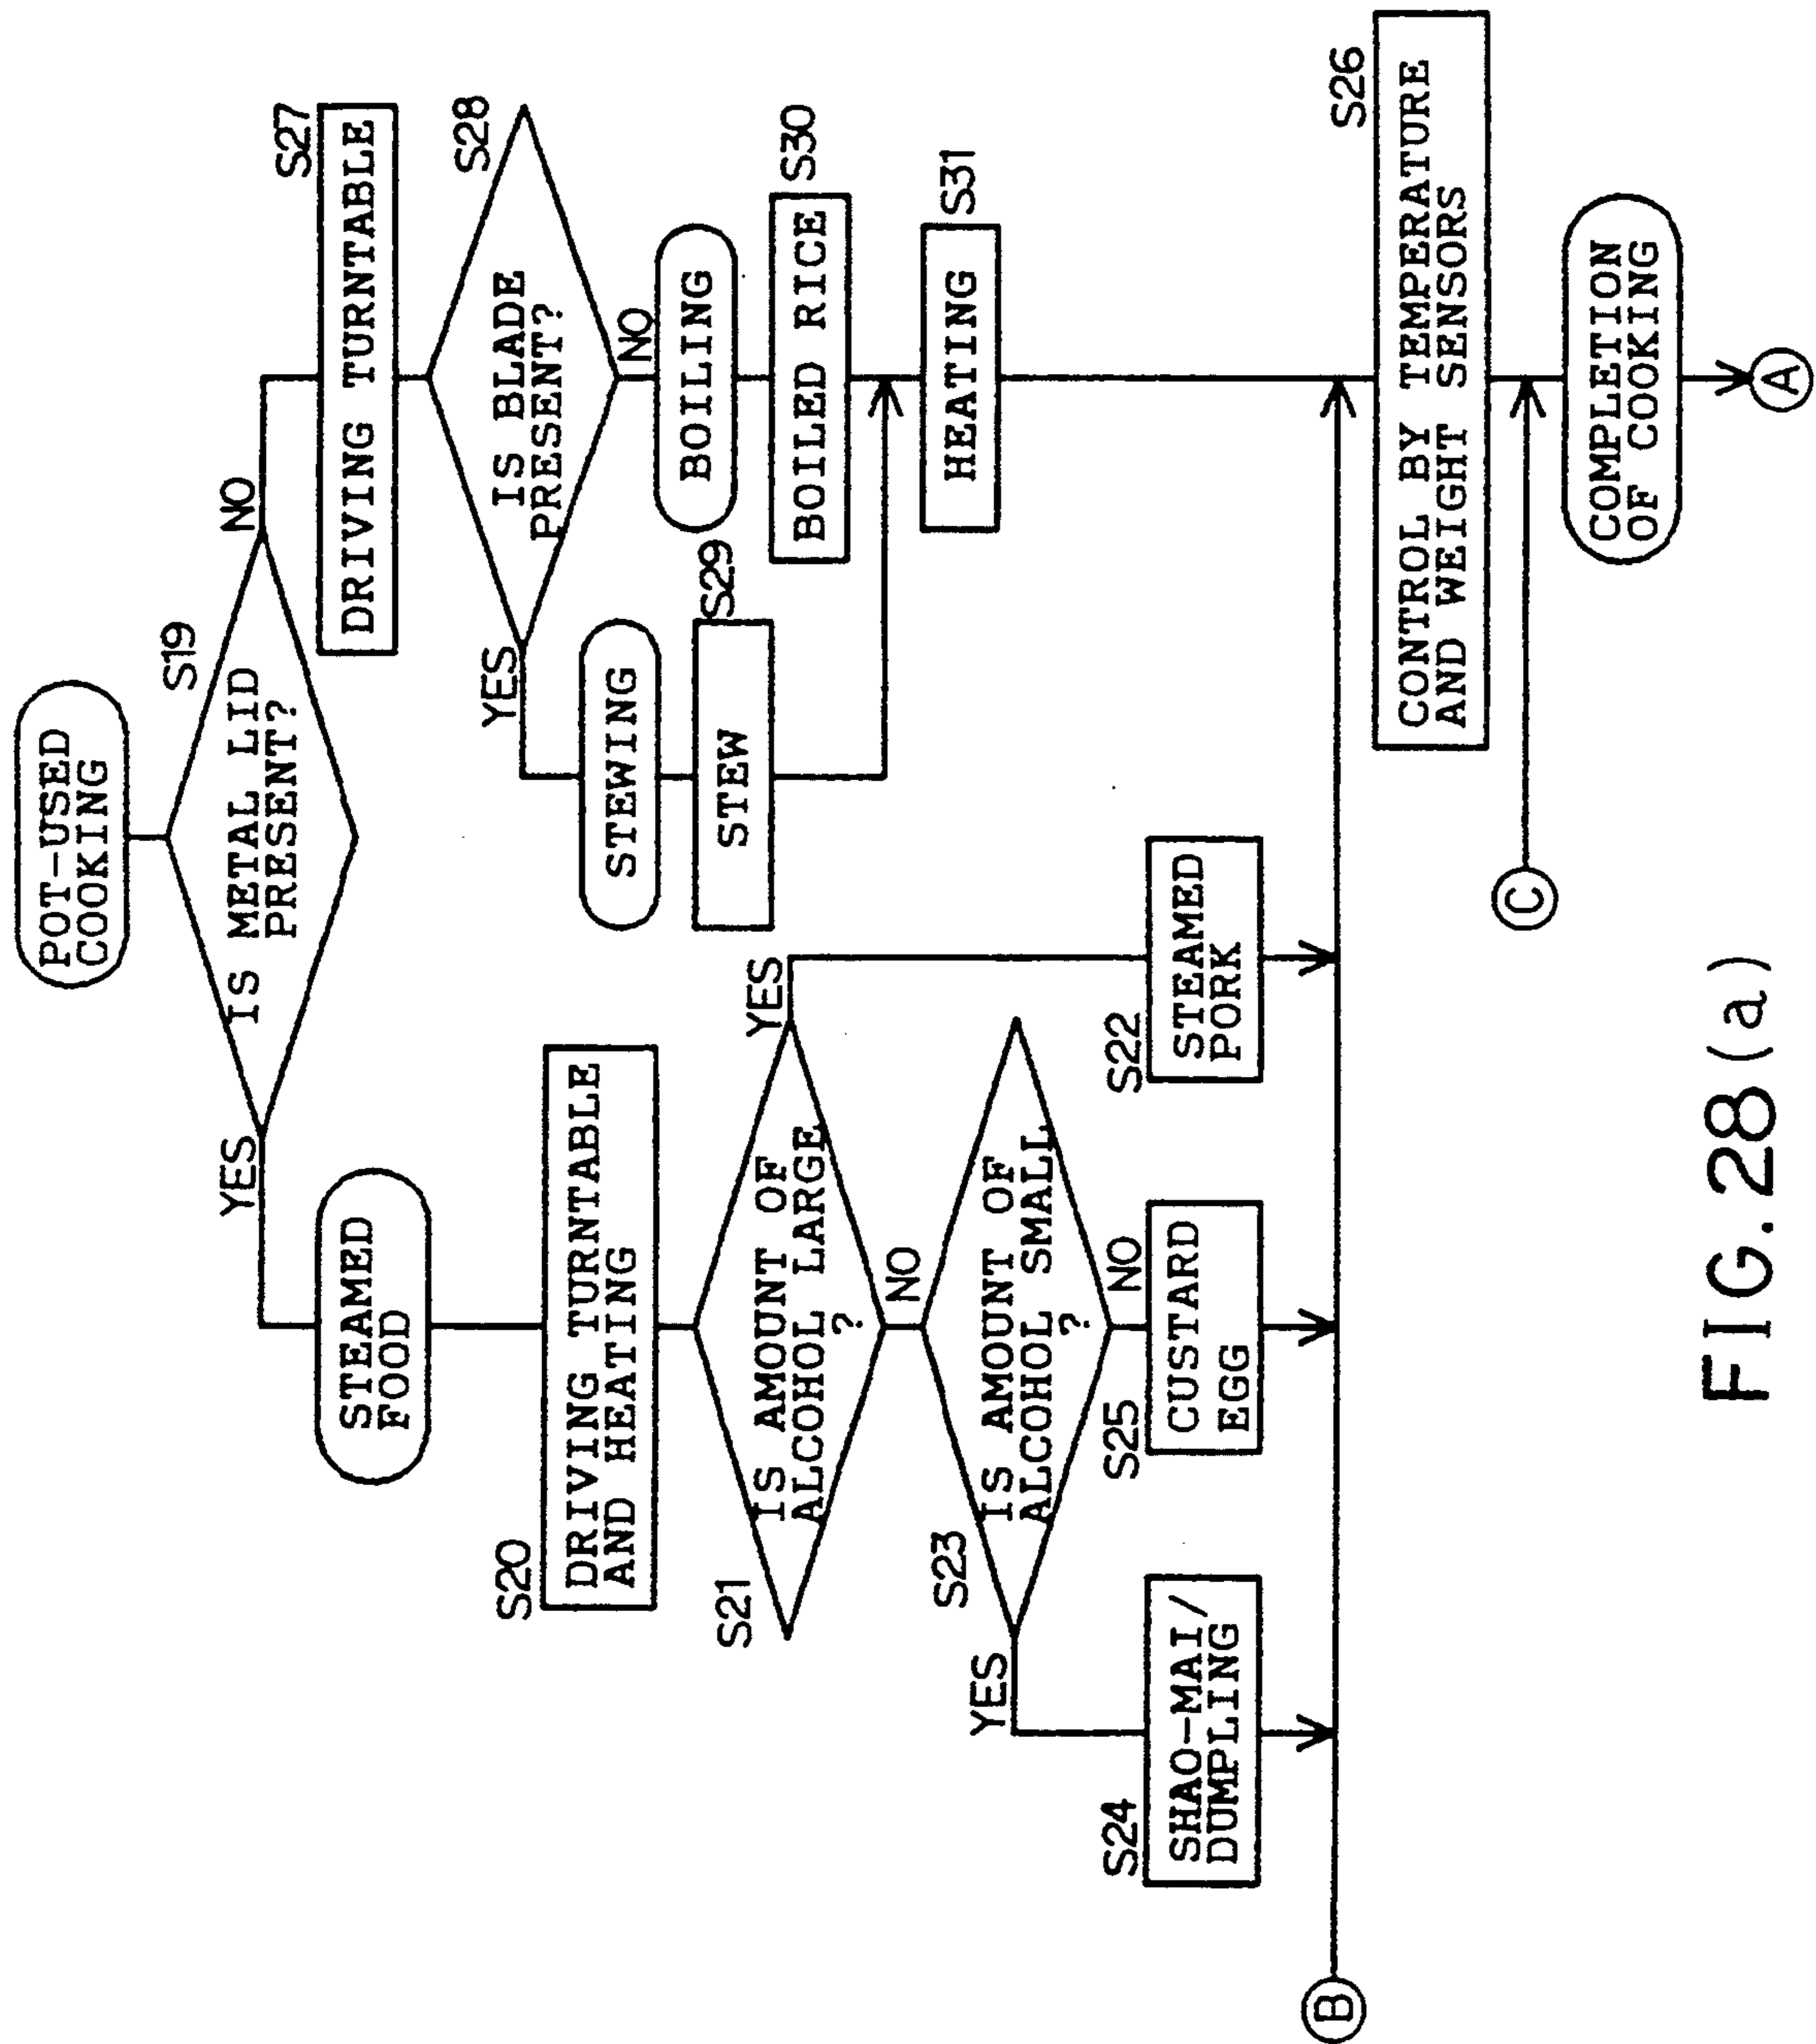 POT-USED
COOKING
S19
IS METAL LID
PRESENT?
YES
NO
STEAMED
FOOD
S27
DRIVING TURNTABLE
S20
DRIVING TURNTABLE
AND HEATING
S28
IS BLADE
PRESENT?
YES
NO
STEWING
BOILING
S21
IS AMOUNT OF
ALCOHOL LARGE
?
YES
NO
S29
STEW
S30
BOILED RICE
S23
IS AMOUNT OF
ALCOHOL SMALL
?
YES
NO
S31
HEATING
S24
SHAO-MAI/
DUMPLING
S25
CUSTARD
EGG
S22
STEAMED
PORK
B
S26
CONTROL BY TEMPERATURE
AND WEIGHT SENSORS
C
COMPLETION
OF COOKING
A
FIG.28(a)